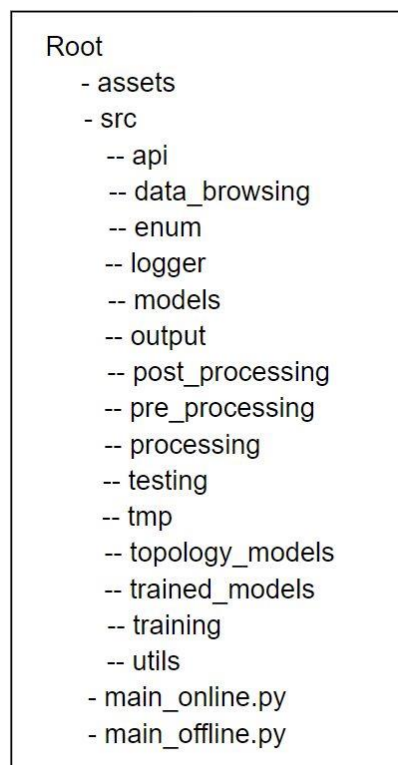 Root
- assets
- src
-- api
-- data_browsing
-- enum
-- logger
-- models
-- output
-- post_processing
-- pre_processing
-- processing
-- testing
-- tmp
-- topology_models
-- trained_models
-- training
-- utils
- main_online.py
- main_offline.py